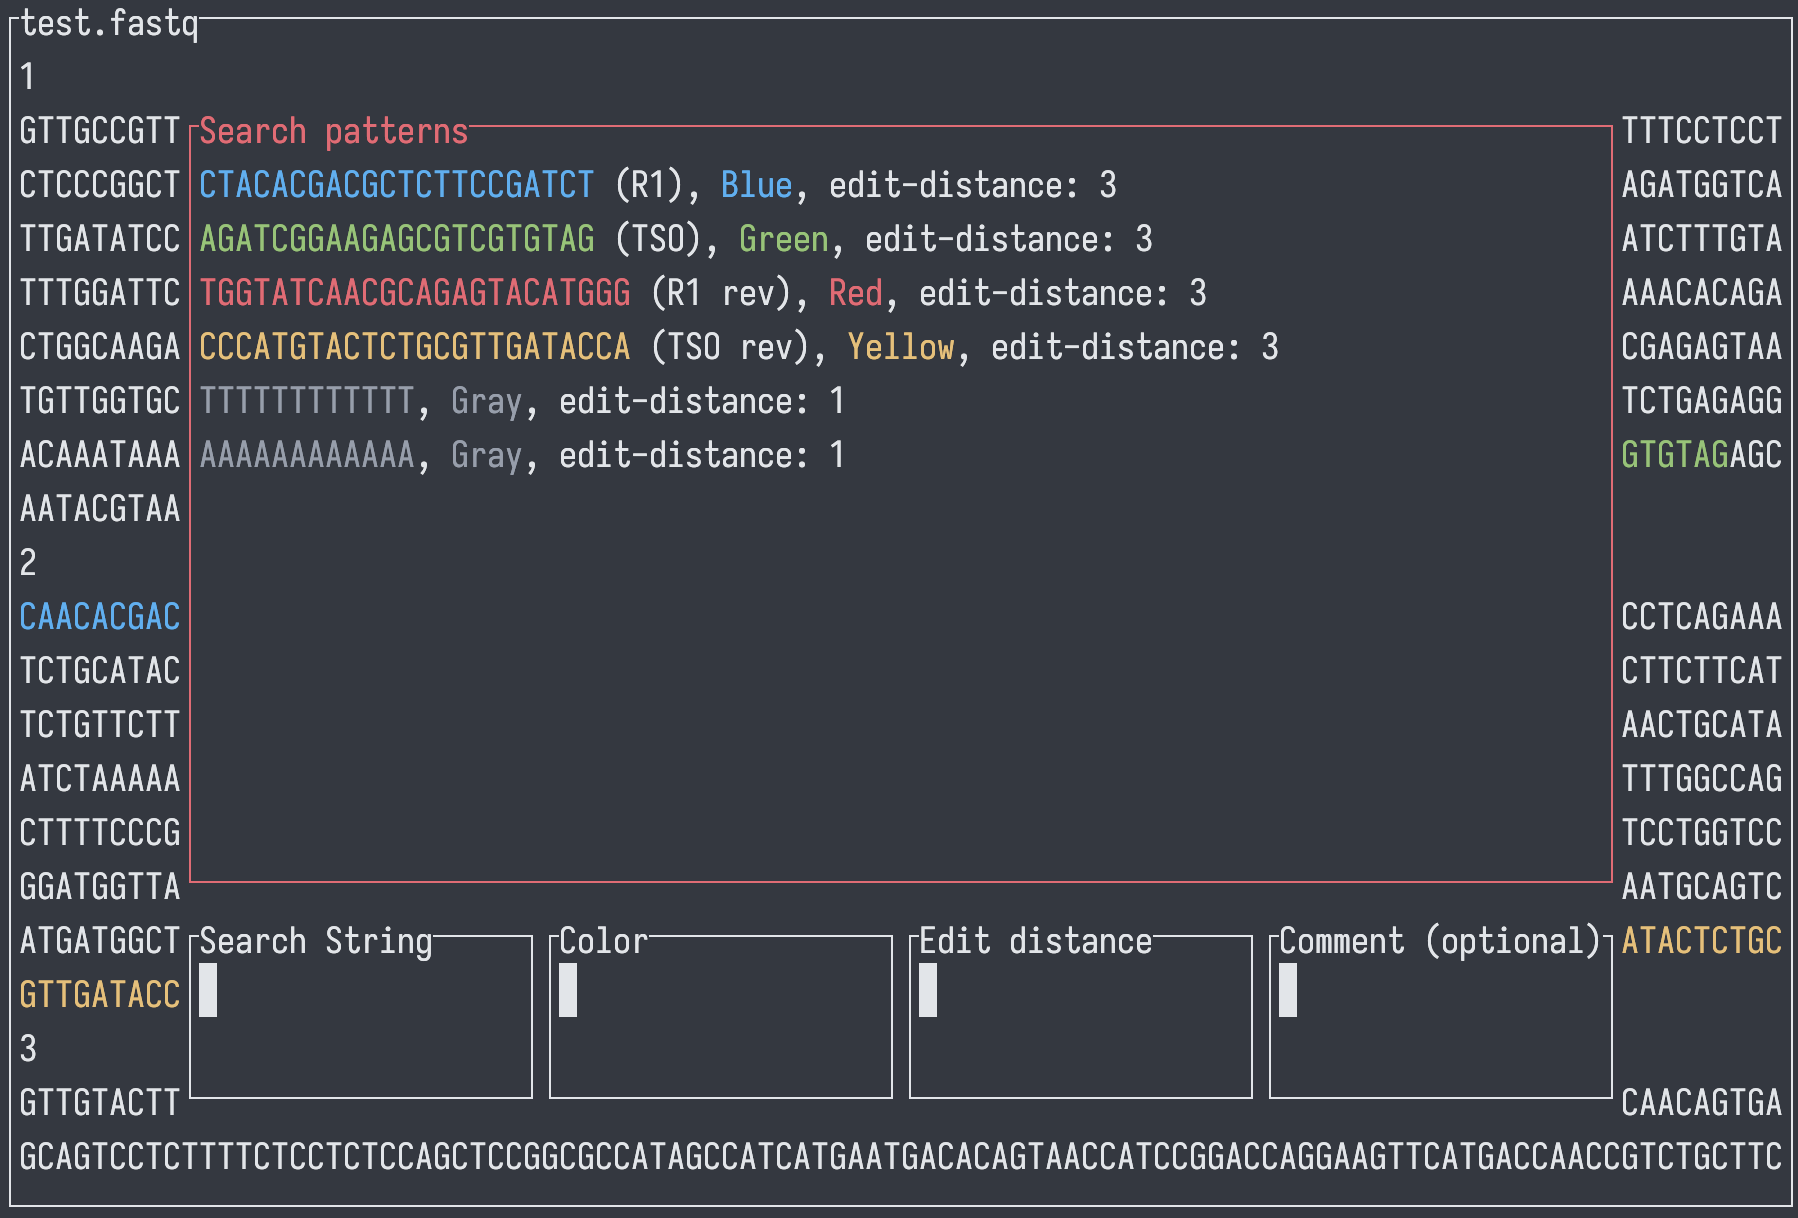 test.fastq
1
GTTGCCGTT Search patterns TTTCCTCCT
CTCCCGGCT CTACACGACGCTCTTCCGATCT (R1), Blue, edit-distance: 3 AGATGGTCA
TTGATATCC AGATCGGAAGAGCGTCGTGTAG (TSO), Green, edit-distance: 3 ATCTTTGTA
TTTGGATTC TGGTATCAACGCAGAGTACATGGG (R1 rev), Red, edit-distance: 3 AAACACAGA
CTGGCAAGA CCCATGTACTCTGCGTTGATACCA (TSO rev), Yellow, edit-distance: 3 CGAGAGTAA
TGTTGGTGC TTTTTTTTTTTT, Gray, edit-distance: 1 TCTGAGAGG
ACAAATAAA AAAAAAAAAAAA, Gray, edit-distance: 1 GTGTAGAGC
AATACGTAA
2
CAACACGAC CCTCAGAAA
TCTGCATAC CTTCTTCAT
TCTGTTCTT AACTGCATA
ATCTAAAAA TTTGGCCAG
CTTTTCCCG TCCTGGTCC
GGATGGTTA AATGCAGTC
ATGATGGCT Search String Color Edit distance Comment (optional) ATACTCTGC
GTTGATACC
3
GTTGTACTT CAACAGTGA
GCAGTCCTCTTTTCTCCTCTCCAGCTCCGGCGCCATAGCCATCATGAATGACACAGTAACCATCCGGACCAGGAAGTTCATGACCAACCGTCTGCTTC